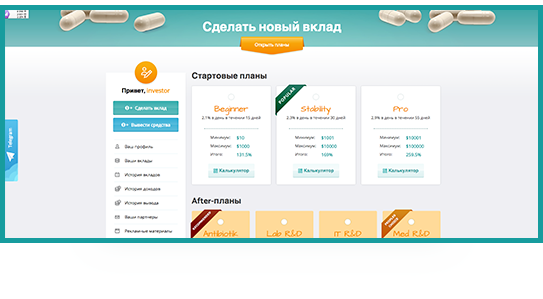 Сделать новый вклад
Открыть планы
Привет, investor
Сделать вклад
Вывести средства
Ваш профиль
Ваши вклады
История вкладов
История доходов
История вывода
Ваши партнеры
Рекламные материалы
Telegram
Стартовые планы
Beginner
2,1% в день в течении 10 дней
Минимум: $10
Максимум: $1000
Итого: 131.5%
Калькулятор
POPULAR
Stability
2,3% в день в течении 30 дней
Минимум: $1001
Максимум: $10000
Итого: 169%
Калькулятор
Pro
2,9% в день в течении 55 дней
Минимум: $10001
Максимум: $100000
Итого: 259.5%
Калькулятор
After-планы
Antibiotik
Lab R&D
IT R&D
Med R&D